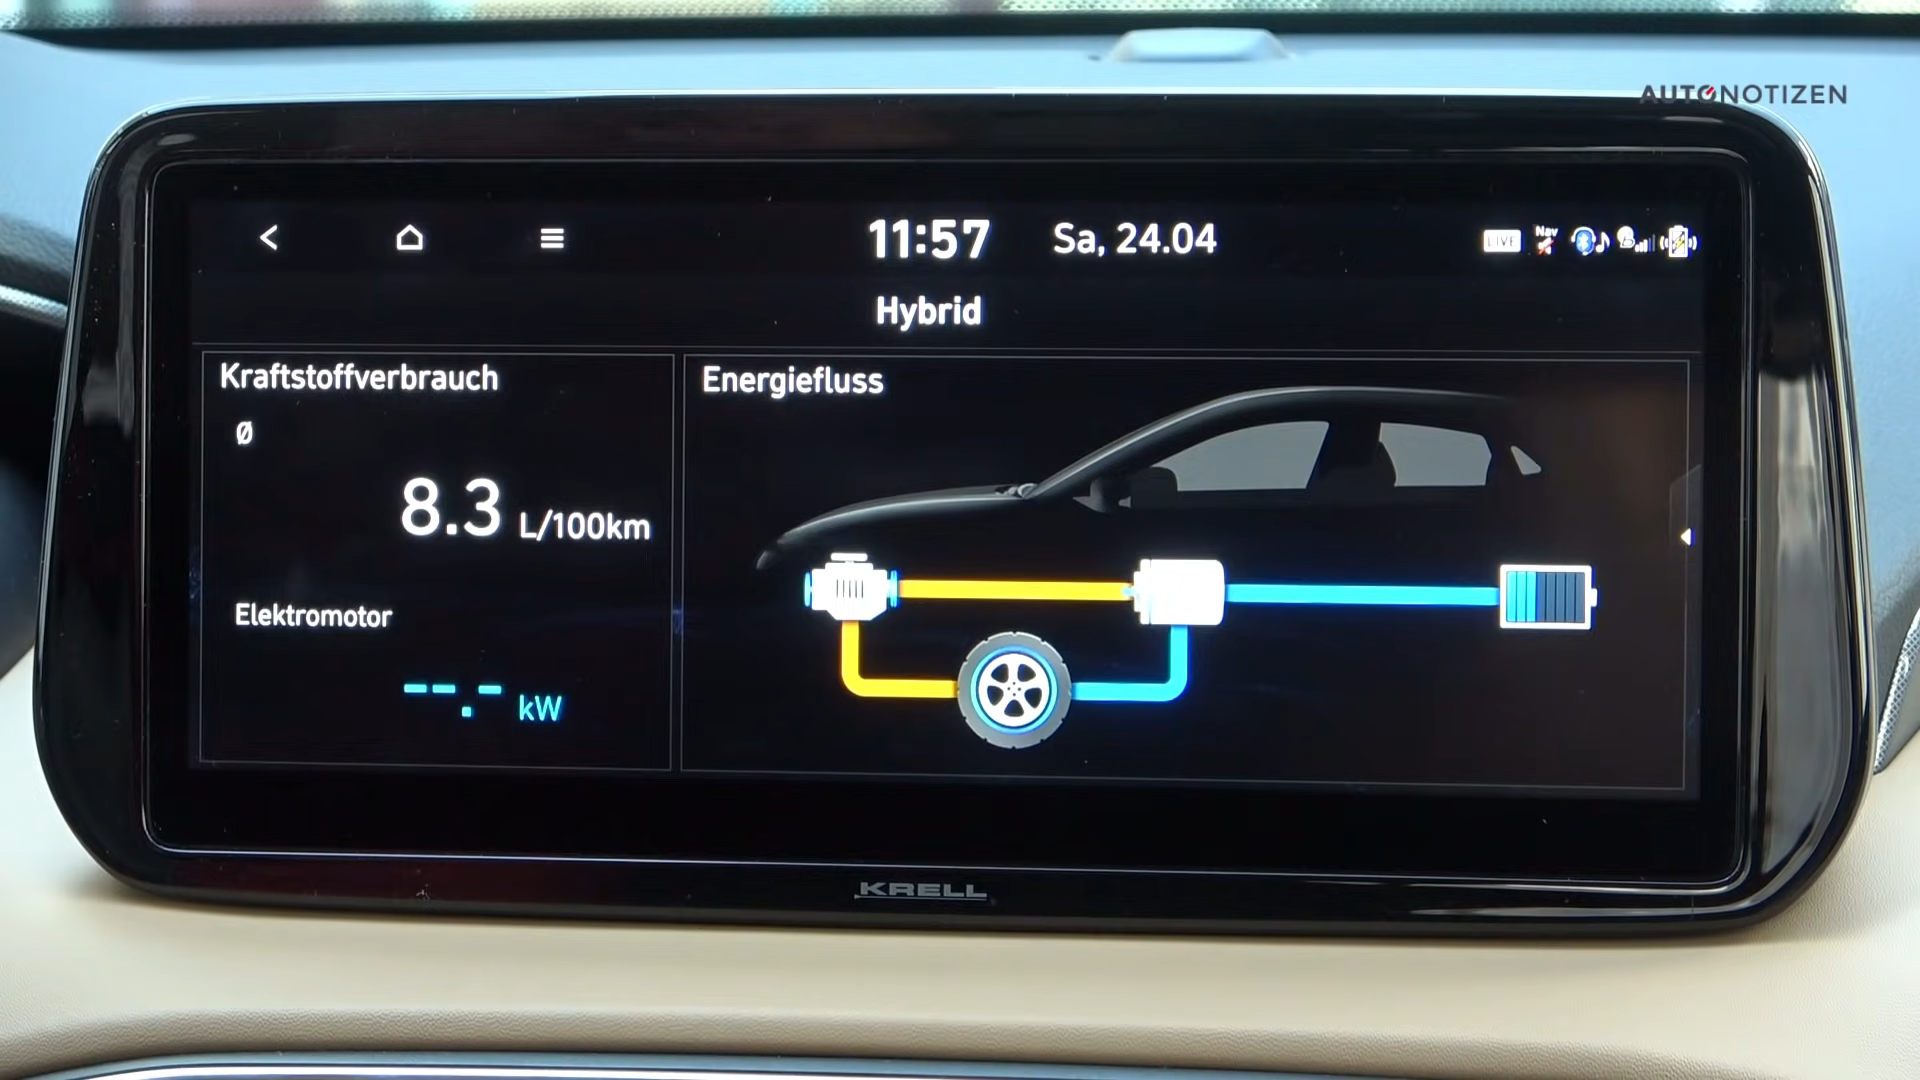 AUTONOTIZEN
11:57 Sa, 24.04
LIVE Nav
Hybrid
Kraftstoffverbrauch
Ø
8.3 L/100km
Elektromotor
--.- kW
Energiefluss
KRELL